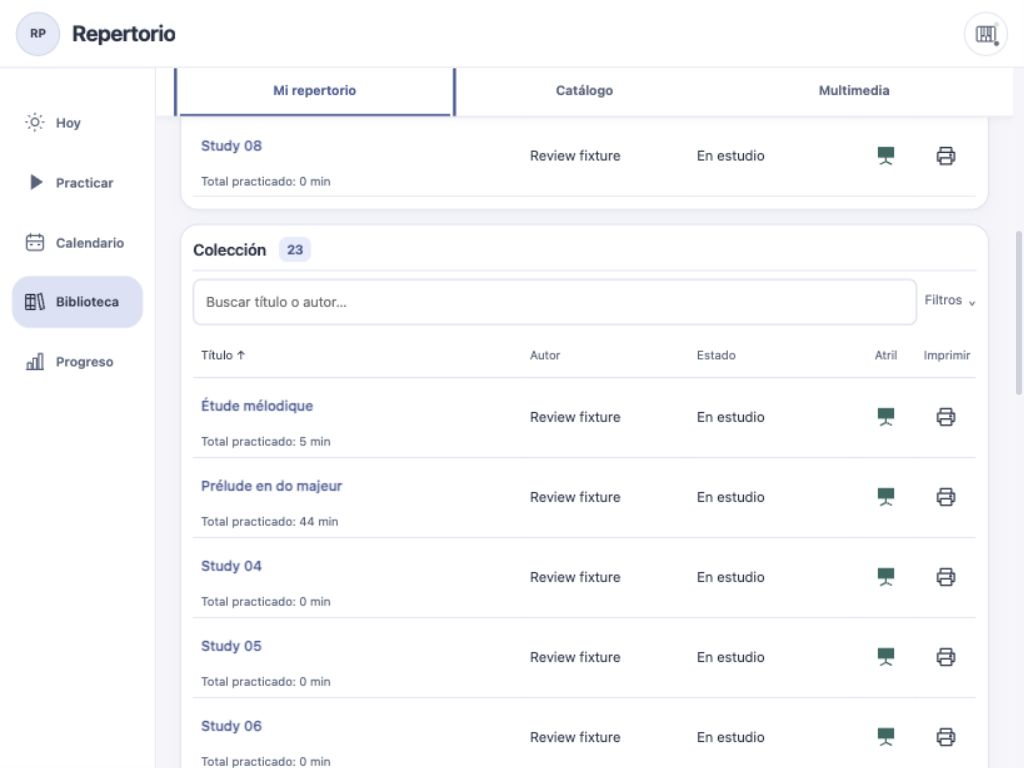 RP Repertorio
Mi repertorio Catálogo Multimedia
Hoy
Practicar
Calendario
Biblioteca
Progreso
Study 08 Review fixture En estudio
Total practicado: 0 min
Colección 23
Buscar título o autor... Filtros
Título ↑ Autor Estado Atril Imprimir
Étude mélodique Review fixture En estudio
Total practicado: 5 min
Prélude en do majeur Review fixture En estudio
Total practicado: 44 min
Study 04 Review fixture En estudio
Total practicado: 0 min
Study 05 Review fixture En estudio
Total practicado: 0 min
Study 06 Review fixture En estudio
Total practicado: 0 min